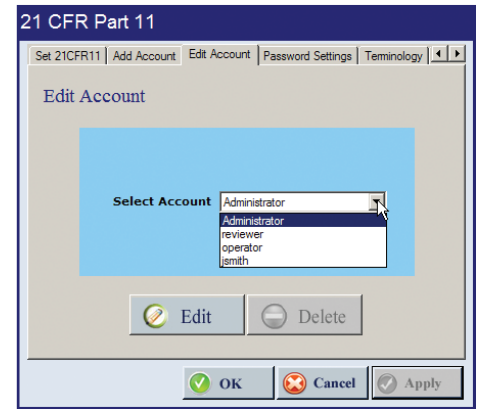 21 CFR Part 11
Set 21CFR11 Add Account Edit Account Password Settings Terminology
Edit Account
Select Account Administrator
Administrator
reviewer
operator
jsmith
Edit Delete
OK Cancel Apply